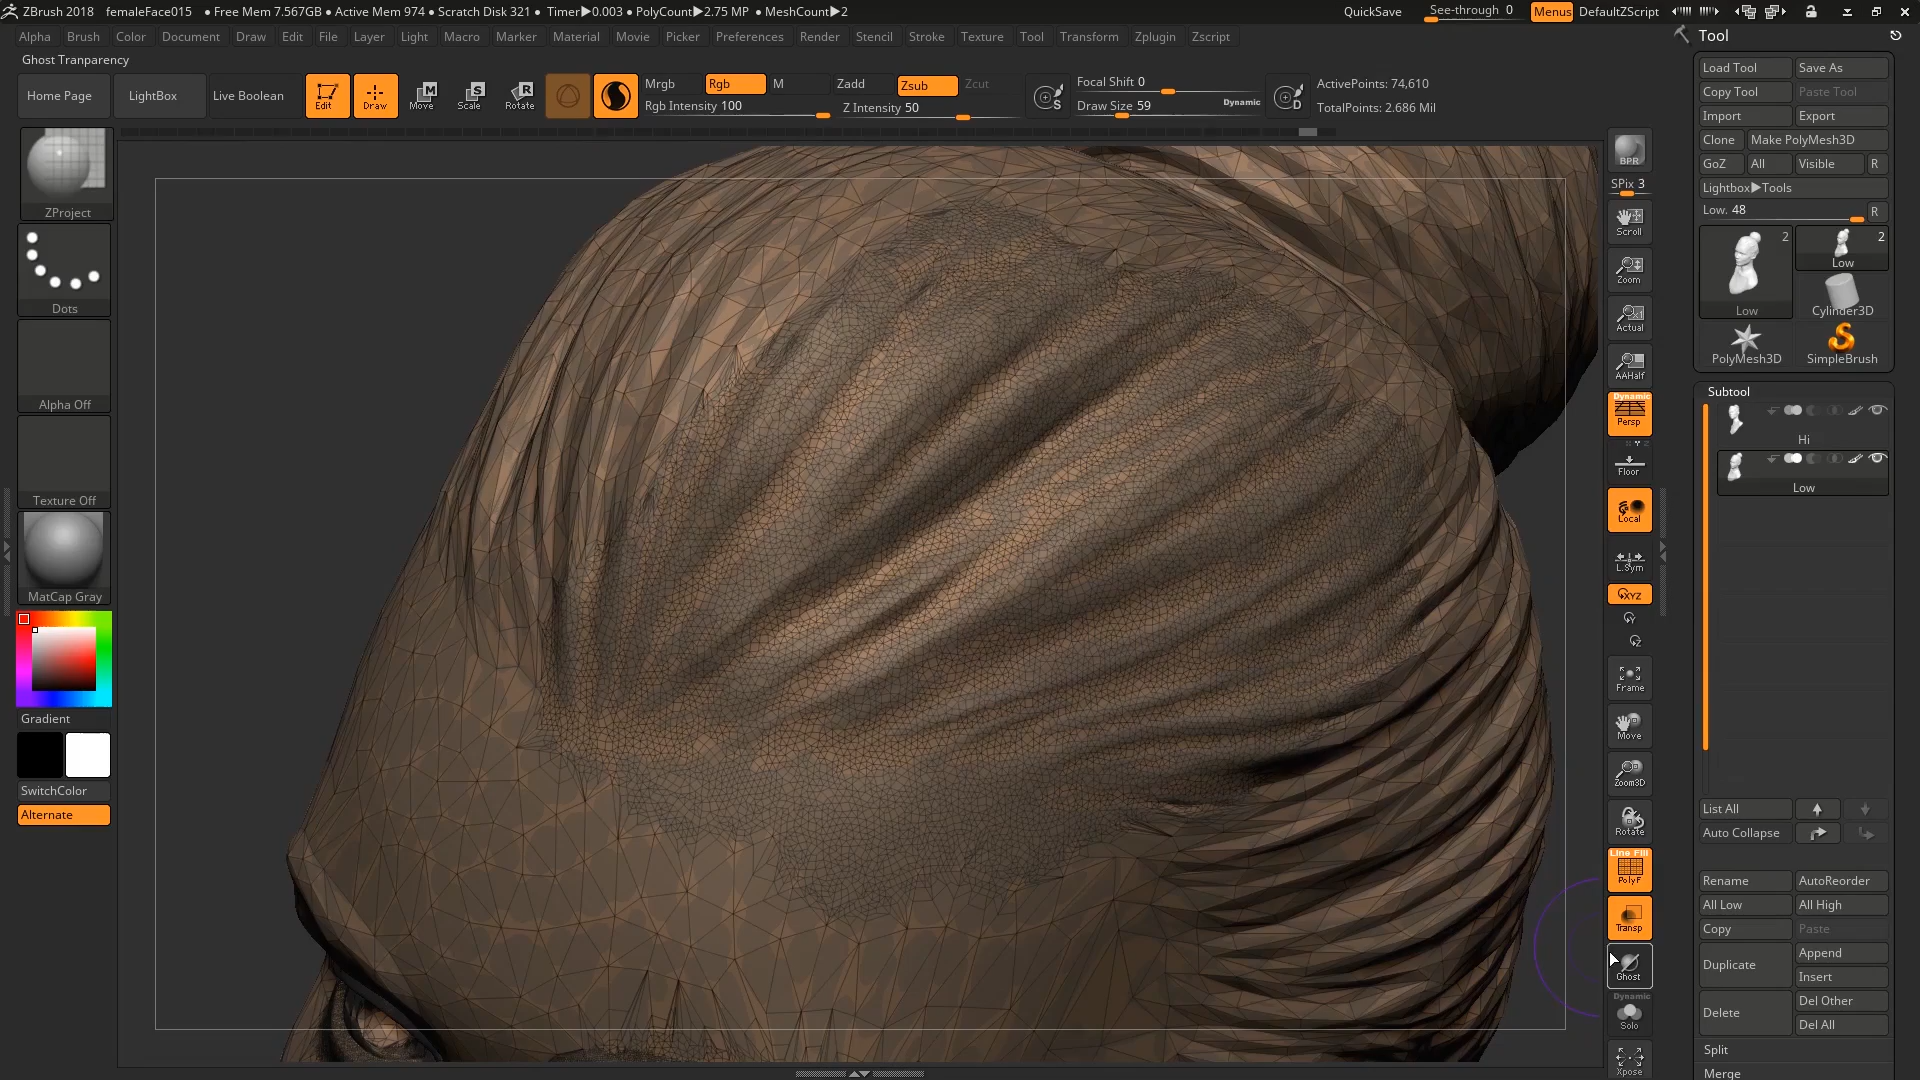 ZBrush 2018 femaleFace015 • Free Mem 7.567GB • Active Mem 974 • Scratch Disk 321 • Timer▶0.003 • PolyCount▶2.75 MP • MeshCount▶2 QuickSave See-through 0 Menus DefaultZScript
Alpha Brush Color Document Draw Edit File Layer Light Macro Marker Material Movie Picker Preferences Render Stencil Stroke Texture Tool Transform Zplugin Zscript
Ghost Tranparency
Home Page LightBox Live Boolean Edit Draw Move Scale Rotate
Mrgb Rgb M Zadd Zsub Zcut
Rgb Intensity 100 Z Intensity 50
Focal Shift 0
Draw Size 59 Dynamic
ActivePoints: 74,610
TotalPoints: 2.686 Mil
ZProject
Dots
Alpha Off
Texture Off
MatCap Gray
Gradient
SwitchColor
Alternate
BPR
SPix 3
Scroll
Zoom
Actual
AAHalf
Dynamic
Persp
Floor
Local
L.Sym
XYZ
Y
Z
Frame
Move
Zoom3D
Rotate
Line Fill
PolyF
Transp
Ghost
Dynamic
Solo
Xpose
Tool
Load Tool Save As
Copy Tool Paste Tool
Import Export
Clone Make PolyMesh3D
GoZ All Visible R
Lightbox▶Tools
Low. 48 R
2 2
Low
Low Cylinder3D
PolyMesh3D SimpleBrush
Subtool
Hi
Low
List All
Auto Collapse
Rename AutoReorder
All Low All High
Copy Paste
Duplicate Append
Insert
Delete Del Other
Del All
Split
Merge